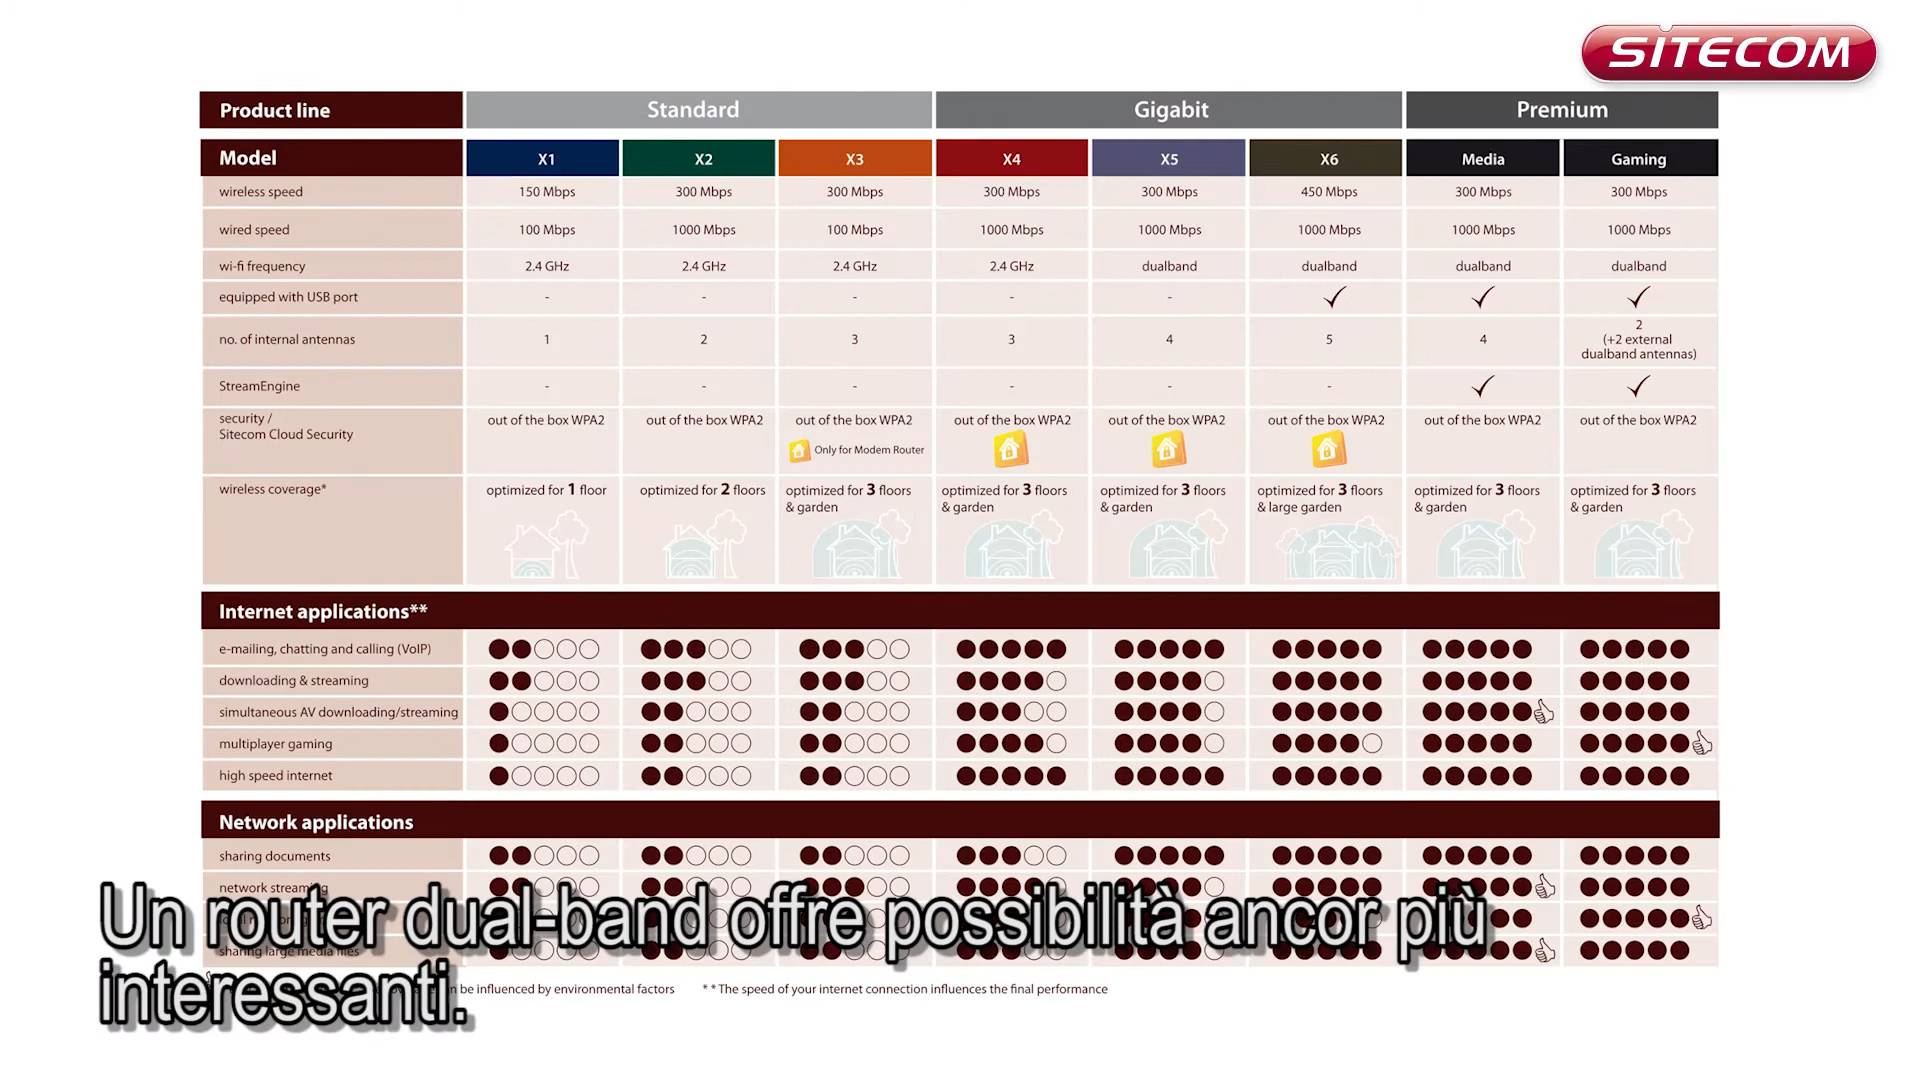 SITECOM
Product line Standard Gigabit Premium
Model X1 X2 X3 X4 X5 X6 Media Gaming
wireless speed 150 Mbps 300 Mbps 300 Mbps 300 Mbps 300 Mbps 450 Mbps 300 Mbps 300 Mbps
wired speed 100 Mbps 1000 Mbps 100 Mbps 1000 Mbps 1000 Mbps 1000 Mbps 1000 Mbps 1000 Mbps
wi-fi frequency 2.4 GHz 2.4 GHz 2.4 GHz 2.4 GHz dualband dualband dualband dualband
equipped with USB port - - - - -
no. of internal antennas 1 2 3 3 4 5 4 2
(+2 external
dualband antennas)
StreamEngine - - - - - -
security / out of the box WPA2 out of the box WPA2 out of the box WPA2 out of the box WPA2 out of the box WPA2 out of the box WPA2 out of the box WPA2 out of the box WPA2
Sitecom Cloud Security Only for Modem Router
wireless coverage* optimized for 1 floor optimized for 2 floors optimized for 3 floors optimized for 3 floors optimized for 3 floors optimized for 3 floors optimized for 3 floors optimized for 3 floors
& garden & garden & garden & large garden & garden & garden
Internet applications**
e-mailing, chatting and calling (VoIP)
downloading & streaming
simultaneous AV downloading/streaming
multiplayer gaming
high speed internet
Network applications
sharing documents
network streaming
Un router dual-band offre possibilità ancor più
sharing large media files
interessanti.
be influenced by environmental factors ** The speed of your internet connection influences the final performance